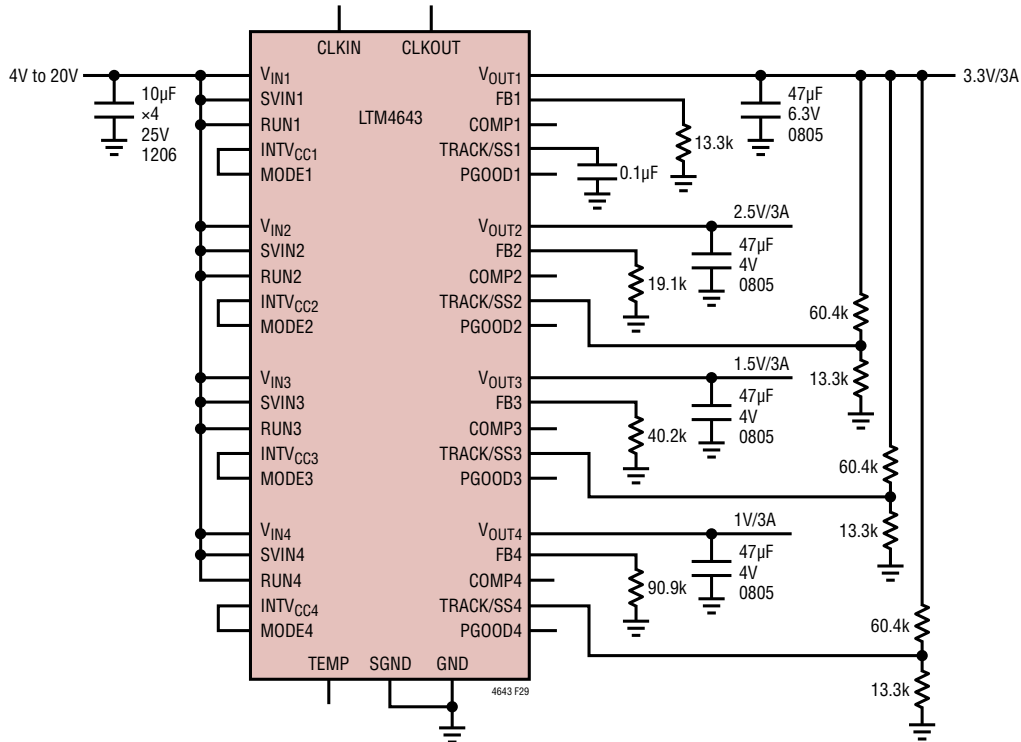 CLKIN CLKOUT
4V to 20V
10µF
×4
25V
1206
LTM4643
VIN1
SVIN1
RUN1
INTVCC1
MODE1
VOUT1
FB1
COMP1
TRACK/SS1
PGOOD1
3.3V/3A
47µF
6.3V
0805
13.3k
0.1µF
VIN2
SVIN2
RUN2
INTVCC2
MODE2
VOUT2
FB2
COMP2
TRACK/SS2
PGOOD2
2.5V/3A
47µF
4V
0805
19.1k
60.4k
13.3k
VIN3
SVIN3
RUN3
INTVCC3
MODE3
VOUT3
FB3
COMP3
TRACK/SS3
PGOOD3
1.5V/3A
47µF
4V
0805
40.2k
60.4k
13.3k
VIN4
SVIN4
RUN4
INTVCC4
MODE4
VOUT4
FB4
COMP4
TRACK/SS4
PGOOD4
1V/3A
47µF
4V
0805
90.9k
60.4k
13.3k
TEMP SGND GND
4643 F29